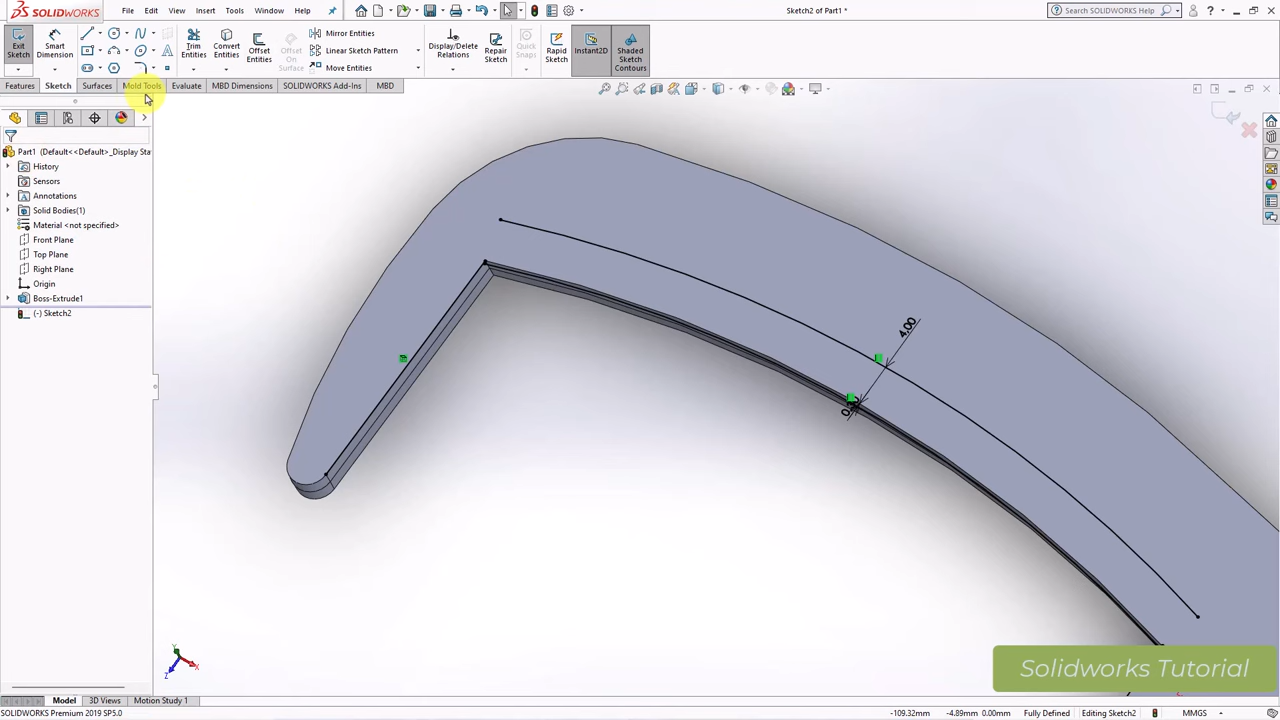 SOLIDWORKS
File
Edit
View
Insert
Tools
Window
Help
Sketch2 of Part1 *
Search SOLIDWORKS Help
Exit Sketch
Smart Dimension
Trim Entities
Convert Entities
Offset Entities
Offset On Surface
Mirror Entities
Linear Sketch Pattern
Move Entities
Display/Delete Relations
Repair Sketch
Quick Snaps
Rapid Sketch
Instant2D
Shaded Sketch Contours
Features
Sketch
Surfaces
Mold Tools
Evaluate
MBD Dimensions
SOLIDWORKS Add-Ins
MBD
Part1 (Default<<Default>_Display Sta
History
Sensors
Annotations
Solid Bodies(1)
Material <not specified>
Front Plane
Top Plane
Right Plane
Origin
Boss-Extrude1
(-) Sketch2
4,00
Y
X
Z
Solidworks Tutorial
Model
3D Views
Motion Study 1
SOLIDWORKS Premium 2019 SP5.0
-109.32mm
-4.89mm
0.00mm
Fully Defined
Editing Sketch2
MMGS